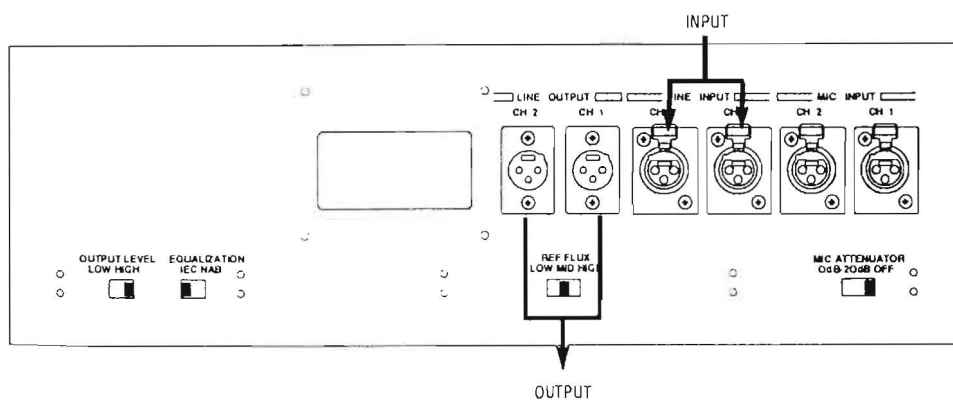 INPUT
LINE OUTPUT
INPUT
MIC INPUT
CH 2
CH 1
CH 2
CH 1
OUTPUT LEVEL
LOW HIGH
EQUALIZATION
IEC NAB
REF FLUX
LOW MID HIGH
MIC ATTENUATOR
0dB-20dB OFF
OUTPUT